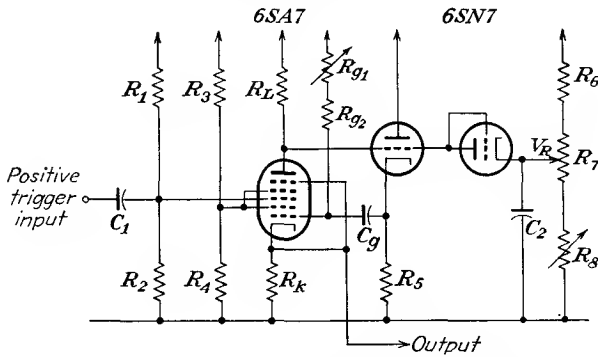 6SA7
6SN7
R1
R3
RL
Rg1
Rg2
R6
VR
R7
Positive
trigger
input
C1
Cg
C2
R8
R2
R4
Rk
R5
Output